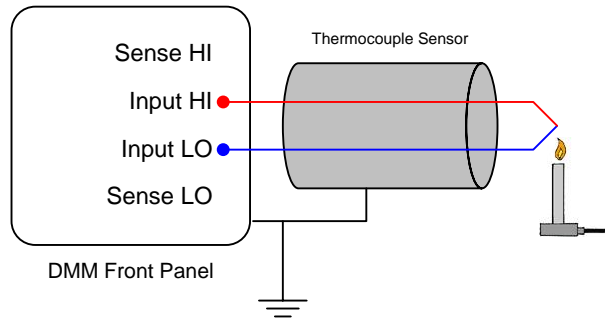 Thermocouple Sensor
Sense HI
Input HI
Input LO
Sense LO
DMM Front Panel